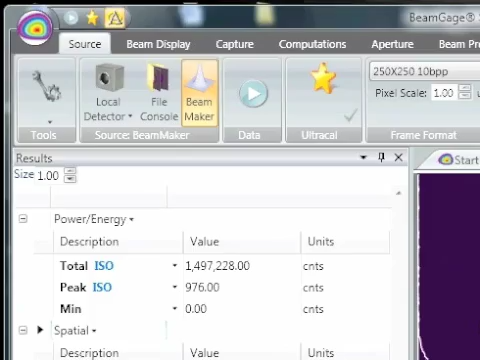 BeamGage®
Source Beam Display Capture Computations Aperture Beam Pro
Local Detector File Console Beam Maker
250X250 10bpp
Pixel Scale: 1.00
Tools Source: BeamMaker Data Ultracal Frame Format
Results
Start
Size 1.00
Power/Energy
Description Value Units
Total ISO 1,497,228.00 cnts
Peak ISO 976.00 cnts
Min 0.00 cnts
Spatial
Description Value Units